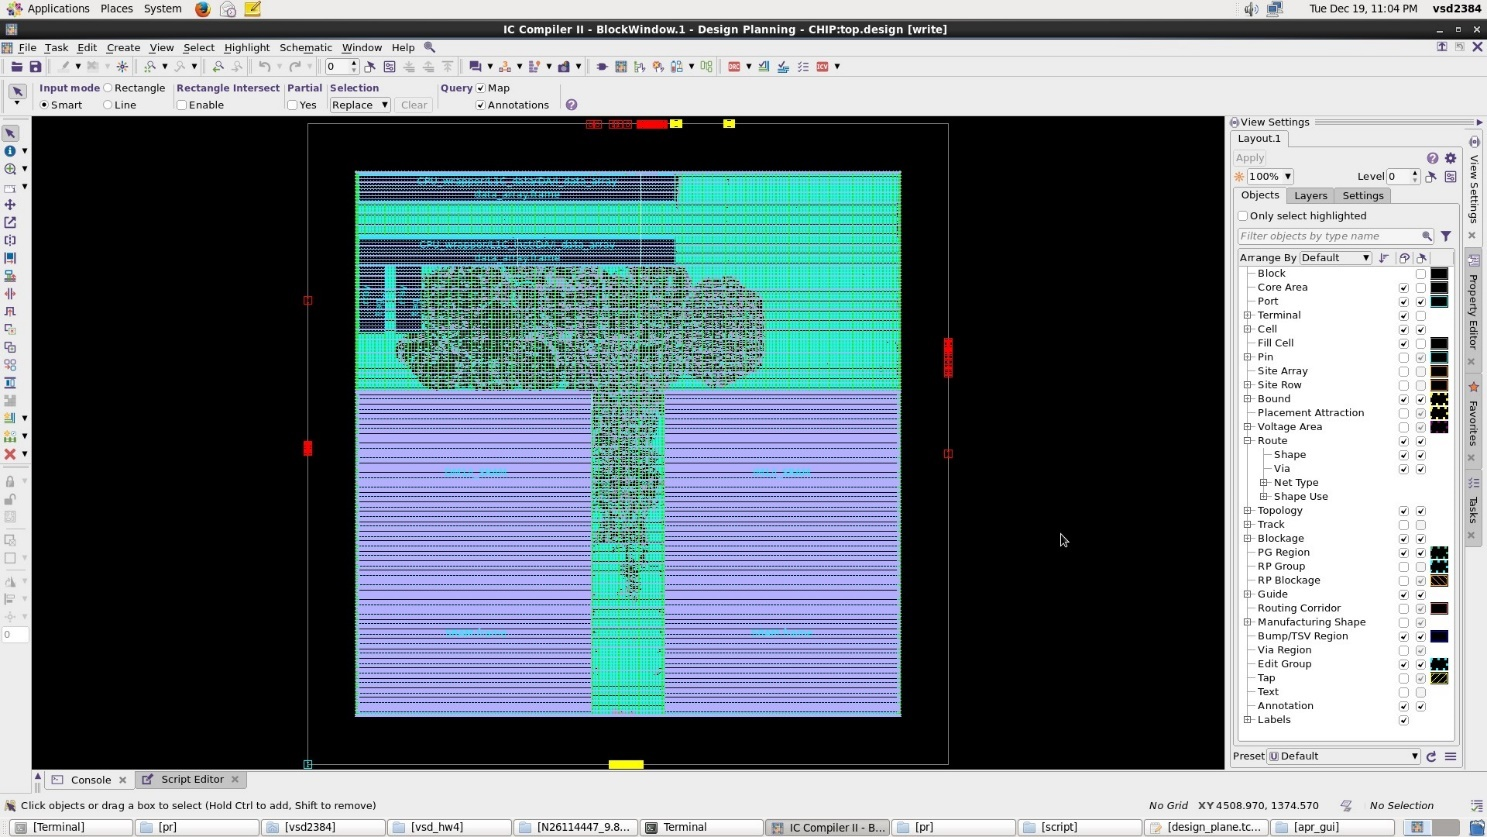 Applications Places System Tue Dec 19, 11:04 PM vsd2384
IC Compiler II - BlockWindow.1 - Design Planning - CHIP:top.design [write]
File Task Edit Create View Select Highlight Schematic Window Help
0
Input mode Rectangle Rectangle Intersect Partial Selection Query Map
Smart Line Enable Yes Replace Clear Annotations
View Settings
Layout.1
Apply
100% Level 0
Objects Layers Settings
Only select highlighted
Filter objects by type name
Arrange By Default
Block
Core Area
Port
Terminal
Cell
Fill Cell
Pin
Site Array
Site Row
Bound
Placement Attraction
Voltage Area
Route
Shape
Via
Net Type
Shape Use
Topology
Track
Blockage
PG Region
RP Group
RP Blockage
Guide
Routing Corridor
Manufacturing Shape
Bump/TSV Region
Via Region
Edit Group
Tap
Text
Annotation
Labels
Preset Default
View Settings
Property Editor
Favorites
Tasks
0
Console Script Editor
Click objects or drag a box to select (Hold Ctrl to add, Shift to remove) No Grid XY 4508.970, 1374.570 No Selection
[Terminal] [pr] [vsd2384] [vsd_hw4] [N26114447_9.8... Terminal IC Compiler II - B... [pr] [script] [design_plane.tc... [apr_gui]